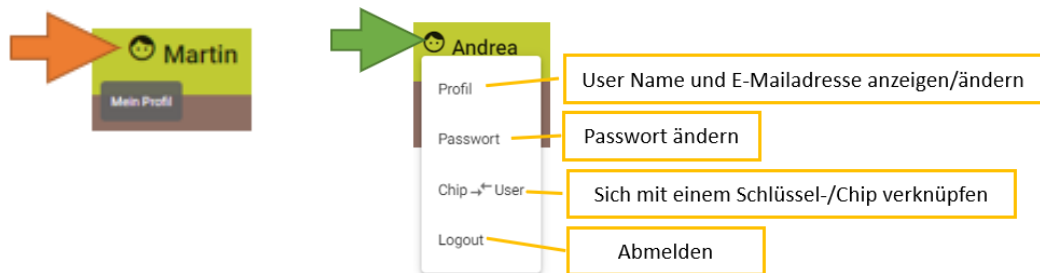 Martin
Mein Profil
Andrea
Profil
User Name und E-Mailadresse anzeigen/ändern
Passwort
Passwort ändern
Chip →← User
Sich mit einem Schlüssel-/Chip verknüpfen
Logout
Abmelden